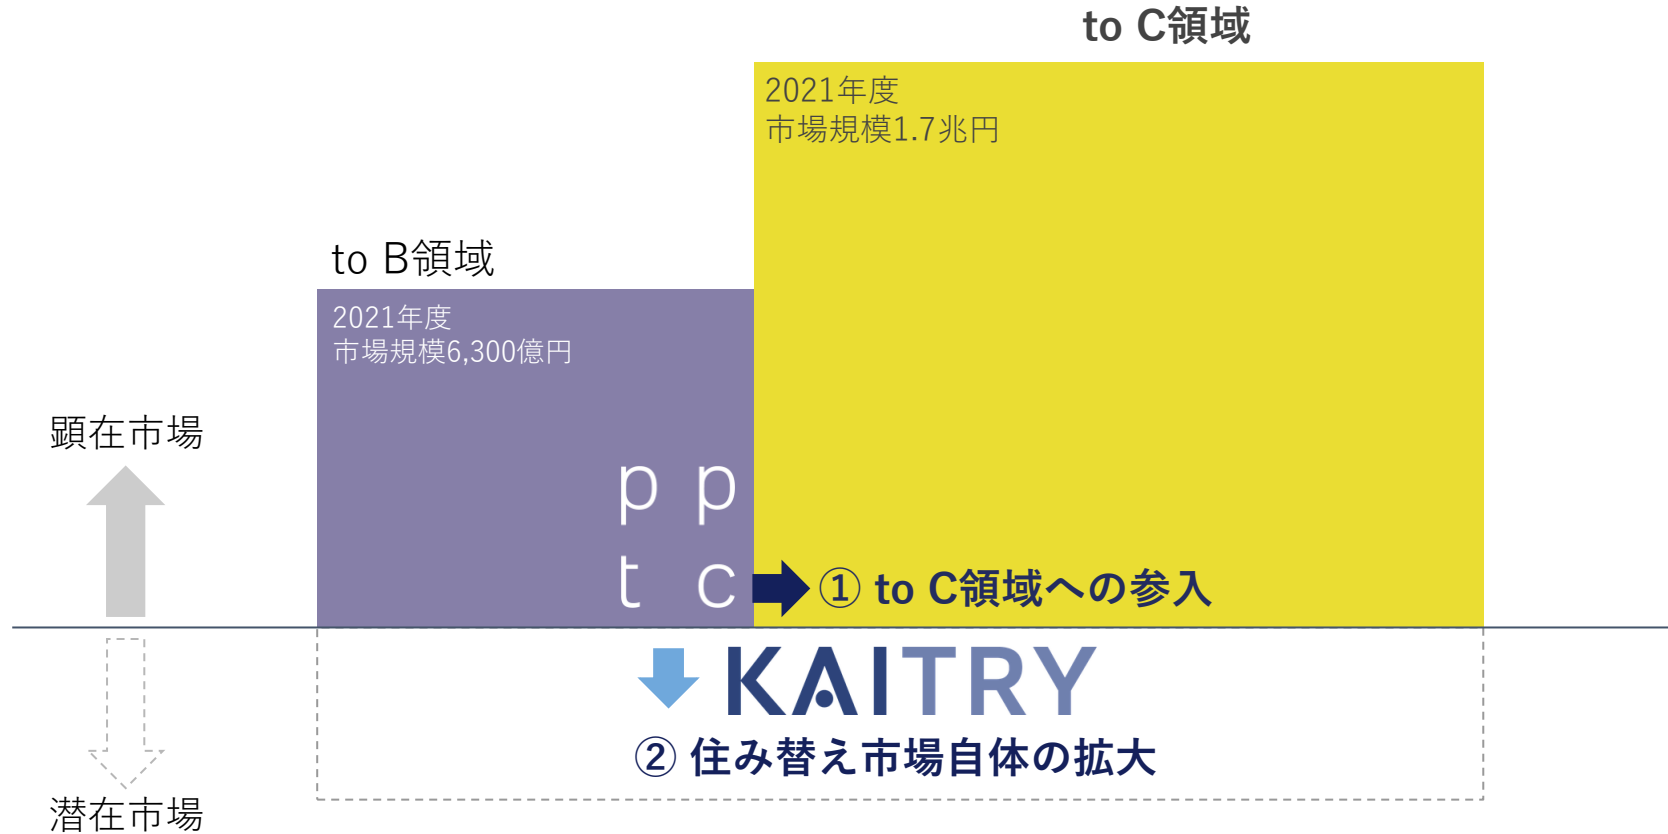 to C領域
2021年度
市場規模1.7兆円
to B領域
2021年度
市場規模6,300億円
顕在市場
p p
t c
① to C領域への参入
KAITRY
② 住み替え市場自体の拡大
潜在市場